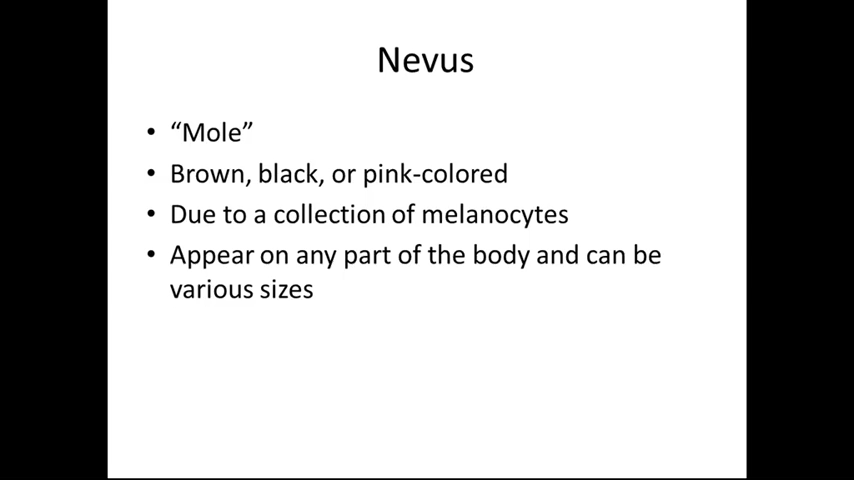 Nevus
• “Mole”
• Brown, black, or pink-colored
• Due to a collection of melanocytes
• Appear on any part of the body and can be
various sizes